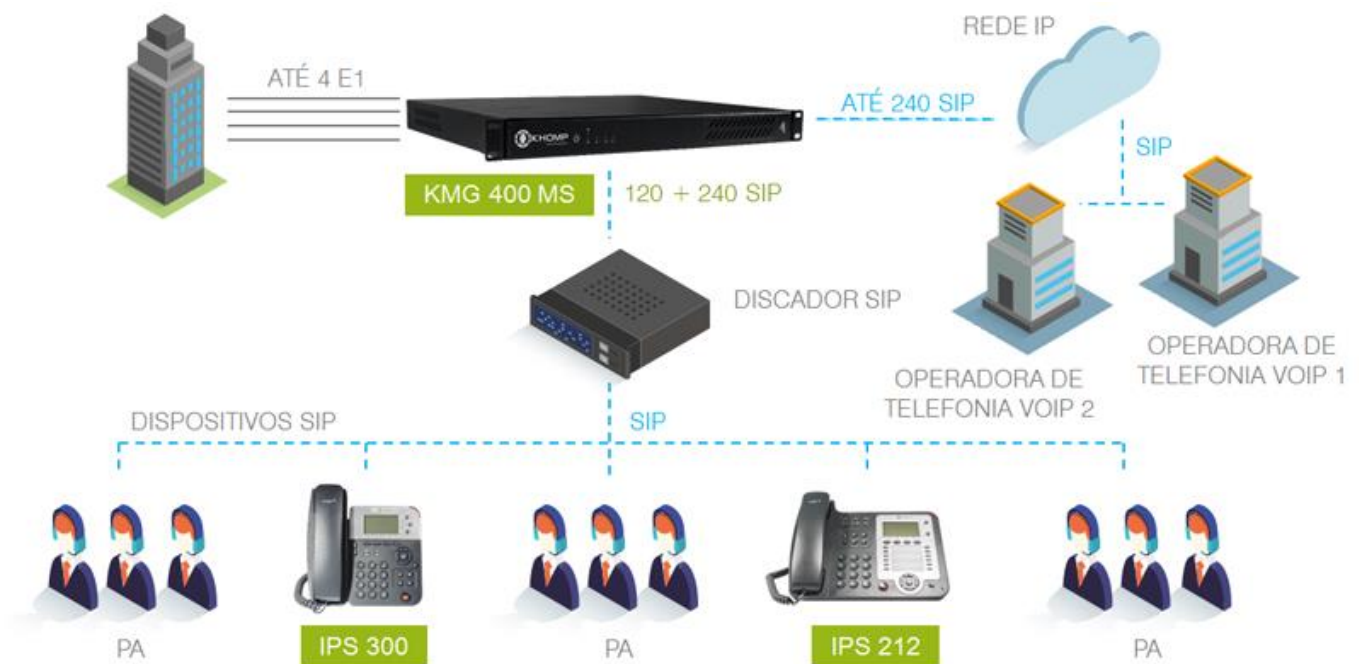 REDE IP
ATÉ 4 E1
KHOMP
ATÉ 240 SIP
SIP
KMG 400 MS
120 + 240 SIP
DISCADOR SIP
OPERADORA DE
TELEFONIA VOIP 1
OPERADORA DE
TELEFONIA VOIP 2
DISPOSITIVOS SIP
SIP
PA
IPS 300
PA
IPS 212
PA